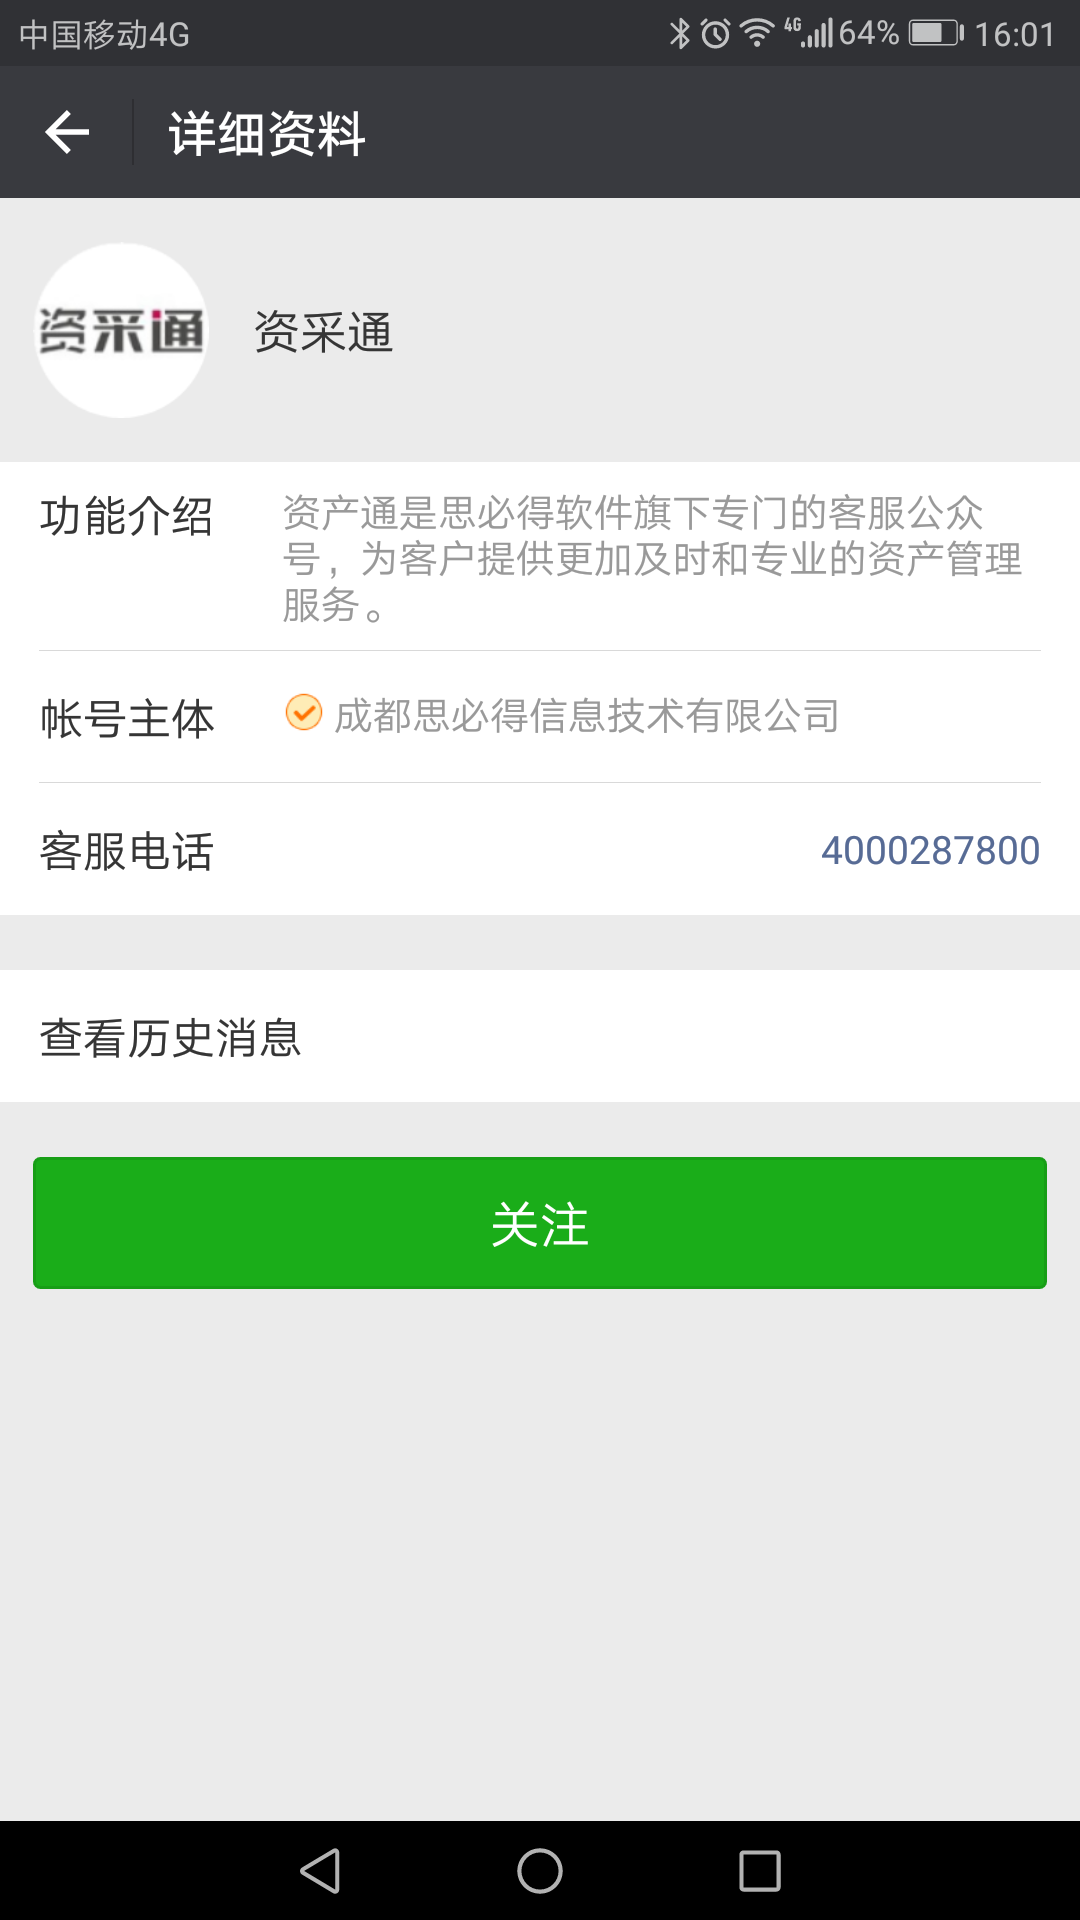 中国移动4G 4G 64% 16:01
详细资料
资采通 资采通
功能介绍 资产通是思必得软件旗下专门的客服公众
号，为客户提供更加及时和专业的资产管理
服务。
帐号主体 成都思必得信息技术有限公司
客服电话 4000287800
查看历史消息
关注